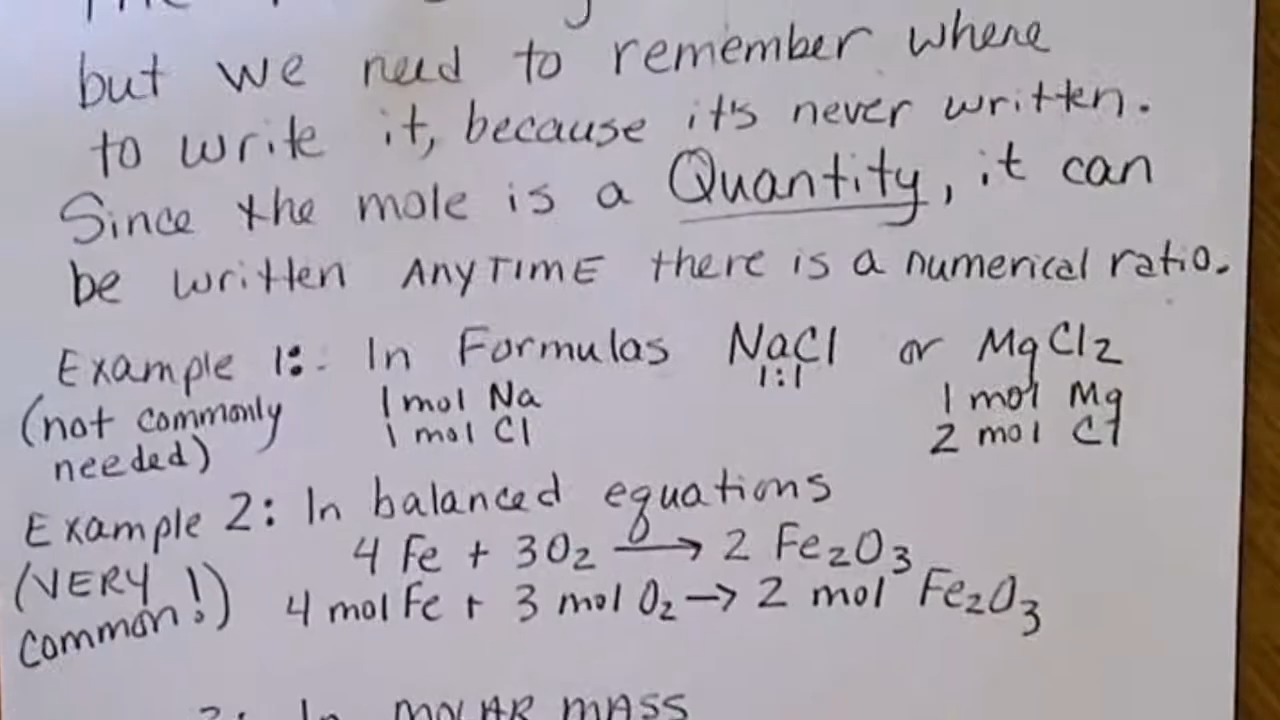 but we need to remember where
to write it, because it's never written.
Since the mole is a Quantity, it can
be written ANYTIME there is a numerical ratio.
Example 1: In Formulas NaCl or MgCl2
1:1
(not commonly 1 mol Na 1 mol Mg
needed) 1 mol Cl 2 mol Cl
Example 2: In balanced equations
4 Fe + 3O2 → 2 Fe2O3
(VERY common!) 4 mol Fe + 3 mol O2 → 2 mol Fe2O3
In MOLAR MASS